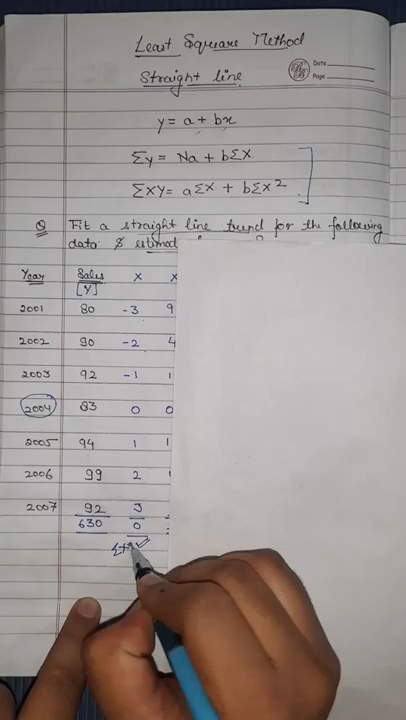 Least Square Method
Straight line
Date
Page
y = a + bx
Σy = Na + bΣX
ΣXY = aΣX + bΣX²
Q Fit a straight line trend for the following
data &
Year Sales [Y] X X
2001 80 -3 9
2002 90 -2 4
2003 92 -1 1
2004 83 0 0
2005 94 1 1
2006 99 2
2007 92 3
630 0